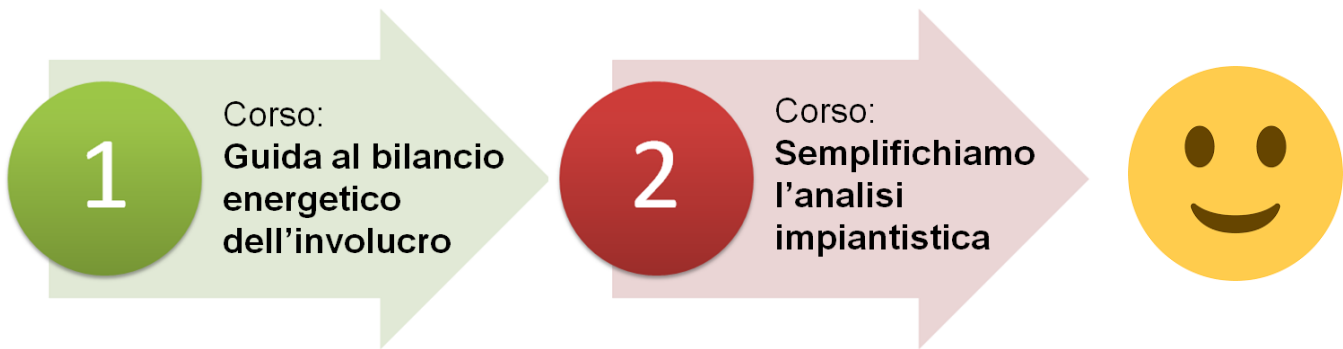 1
Corso:
Guida al bilancio
energetico
dell’involucro
2
Corso:
Semplifichiamo
l’analisi
impiantistica